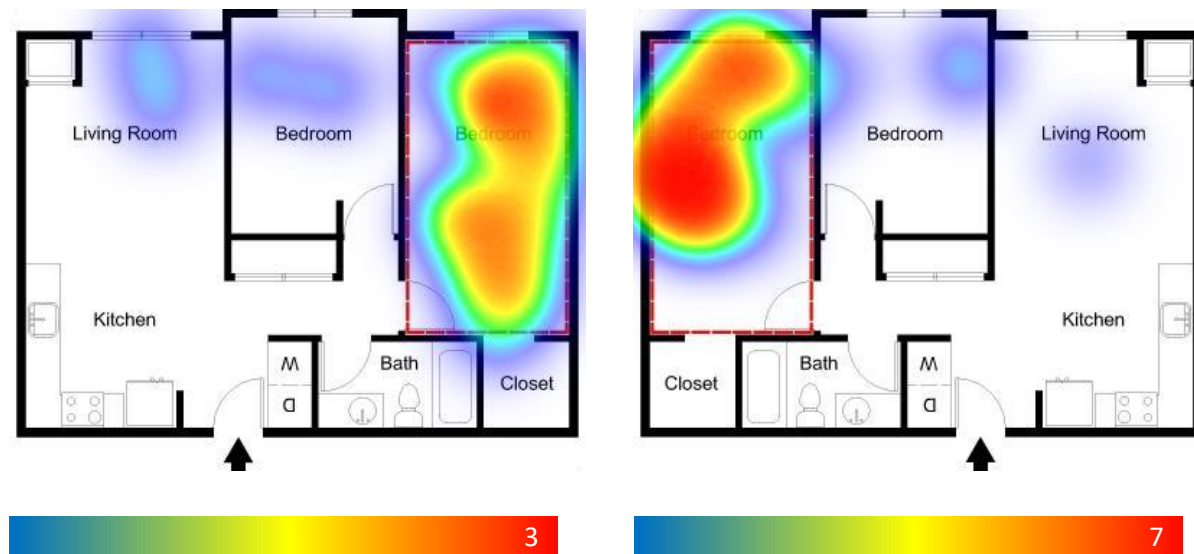 Living Room
Bedroom
Bedroom
Kitchen
W
D
Bath
Closet
3
Bedroom
Bedroom
Living Room
Kitchen
Closet
Bath
W
D
7